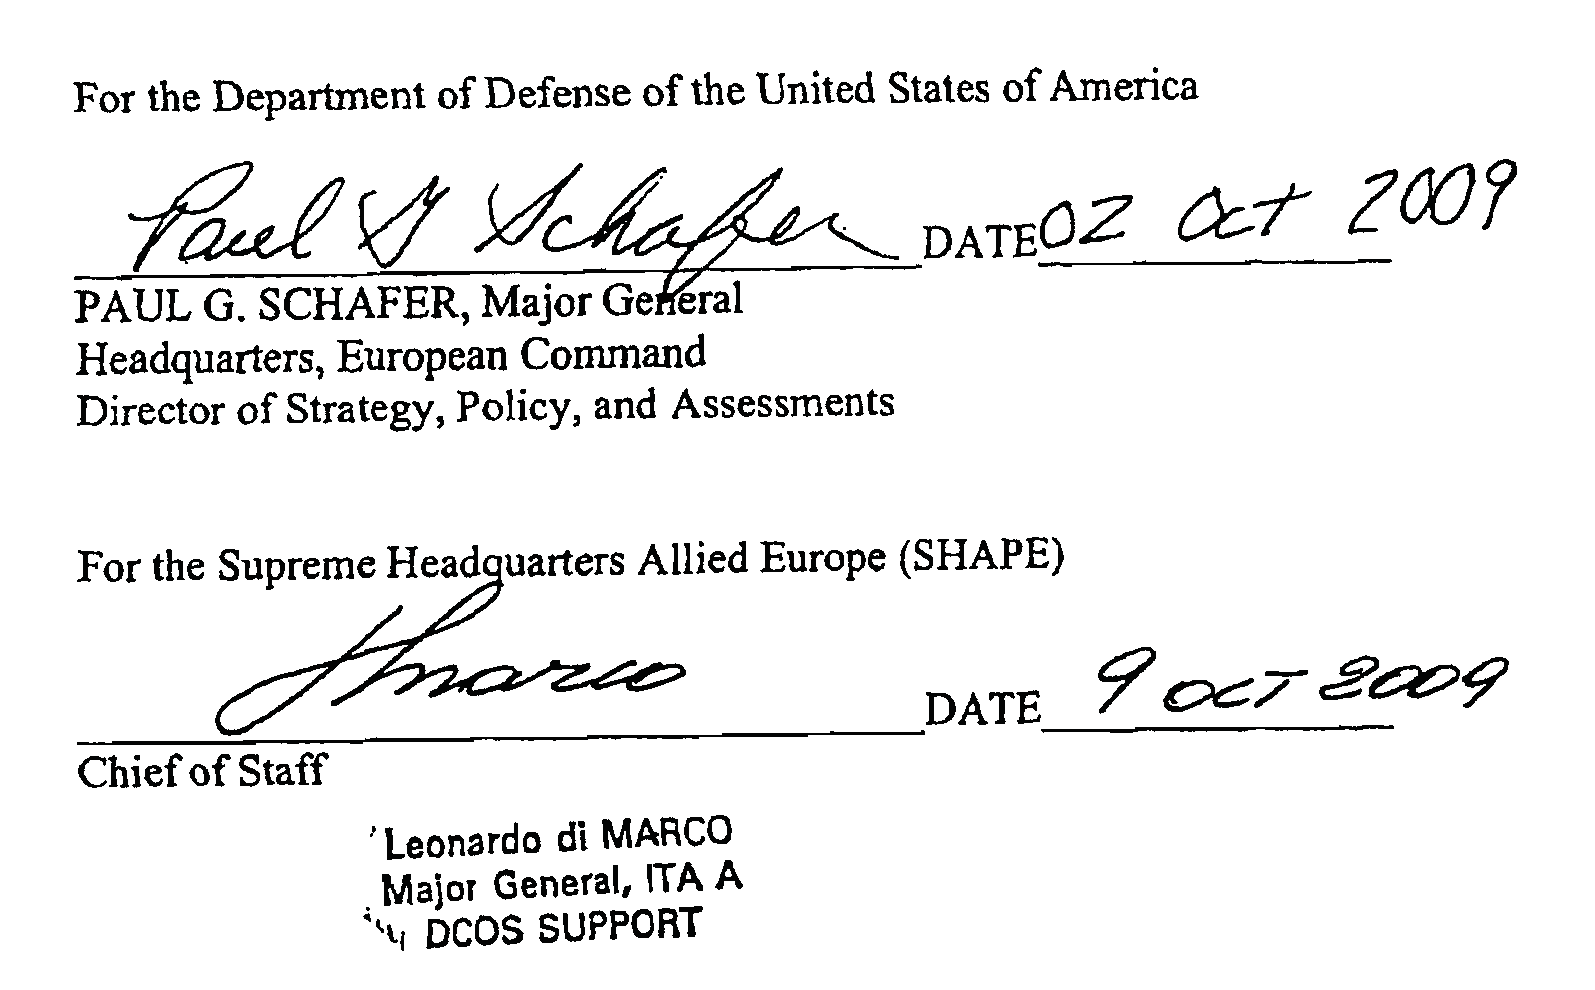 For the Department of Defense of the United States of America
Paul G Schafer DATE 02 Oct 2009
PAUL G. SCHAFER, Major General
Headquarters, European Command
Director of Strategy, Policy, and Assessments
For the Supreme Headquarters Allied Europe (SHAPE)
DATE 9 OCT 2009
Chief of Staff
Leonardo di MARCO
Major General, ITA A
DCOS SUPPORT